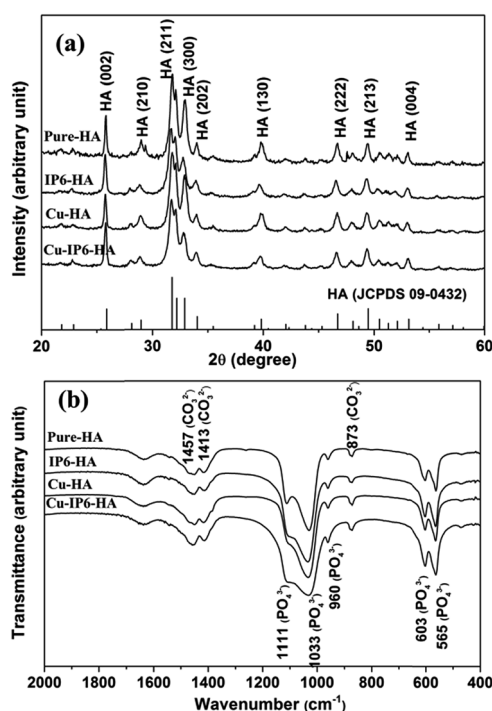 (a)
HA (002)
HA (210)
HA (211)
HA (300)
HA (202)
HA (130)
HA (222)
HA (213)
HA (004)
Pure-HA
IP6-HA
Cu-HA
Cu-IP6-HA
HA (JCPDS 09-0432)
Intensity (arbitrary unit)
20 30 40 50 60
2θ (degree)
(b)
1457 (CO₃²⁻)
1413 (CO₃²⁻)
873 (CO₃²⁻)
Pure-HA
IP6-HA
Cu-HA
Cu-IP6-HA
1111 (PO₄³⁻)
1033 (PO₄³⁻)
960 (PO₄³⁻)
603 (PO₄³⁻)
565 (PO₄³⁻)
Transmittance (arbitrary unit)
2000 1800 1600 1400 1200 1000 800 600 400
Wavenumber (cm⁻¹)